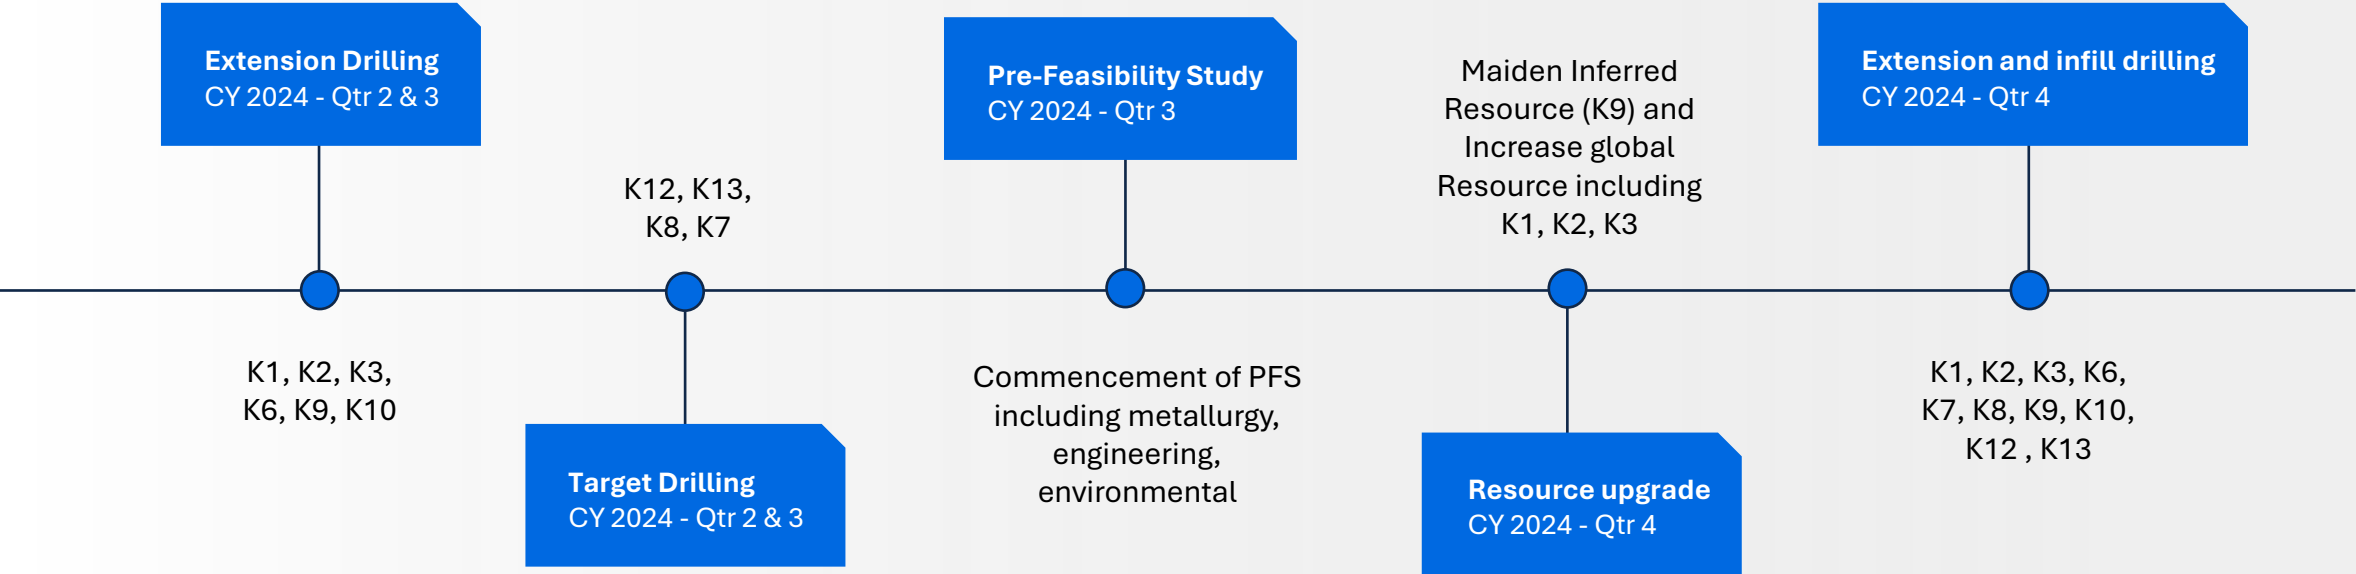 Extension Drilling
CY 2024 - Qtr 2 & 3
K1, K2, K3,
K6, K9, K10
K12, K13,
K8, K7
Target Drilling
CY 2024 - Qtr 2 & 3
Pre-Feasibility Study
CY 2024 - Qtr 3
Commencement of PFS
including metallurgy,
engineering,
environmental
Maiden Inferred
Resource (K9) and
Increase global
Resource including
K1, K2, K3
Resource upgrade
CY 2024 - Qtr 4
Extension and infill drilling
CY 2024 - Qtr 4
K1, K2, K3, K6,
K7, K8, K9, K10,
K12 , K13